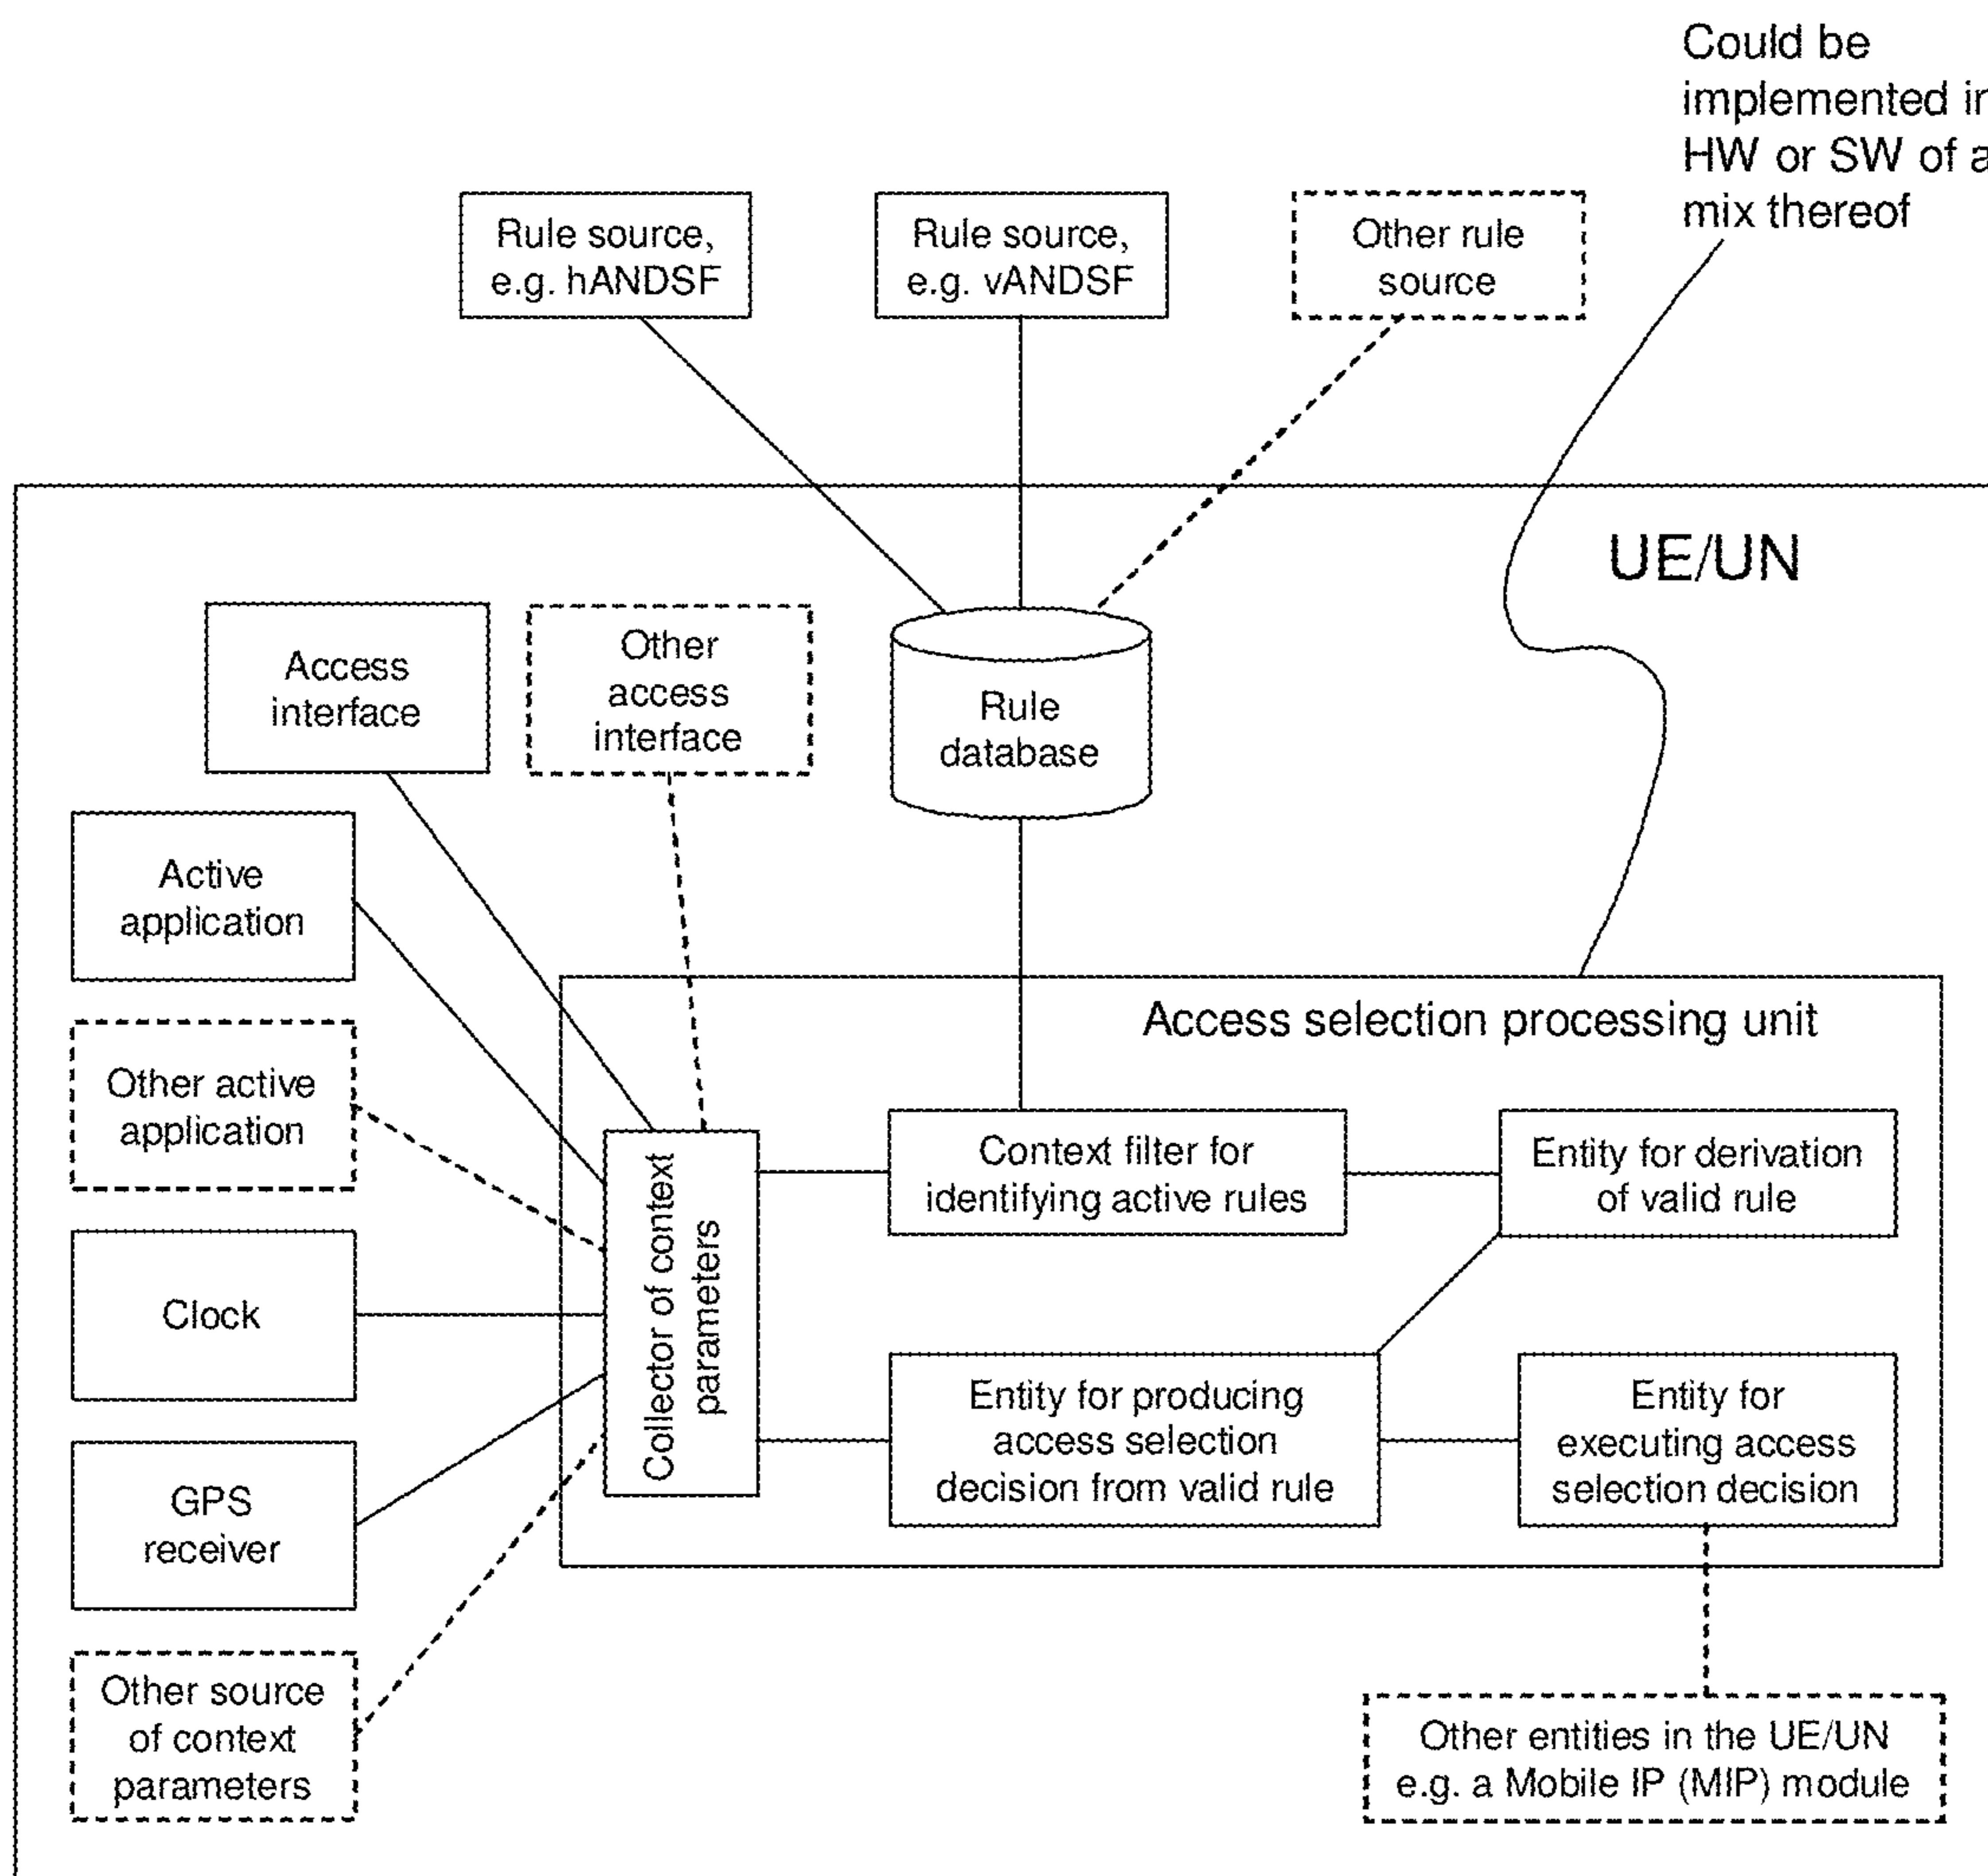 Could be
implemented in
HW or SW of a
mix thereof
Rule source,
e.g. hANDSF
Rule source,
e.g. vANDSF
Other rule
source
UE/UN
Access
interface
Other
access
interface
Rule
database
Active
application
Other active
application
Clock
GPS
receiver
Other source
of context
parameters
Access selection processing unit
Collector of context
parameters
Context filter for
identifying active rules
Entity for derivation
of valid rule
Entity for producing
access selection
decision from valid rule
Entity for
executing access
selection decision
Other entities in the UE/UN
e.g. a Mobile IP (MIP) module